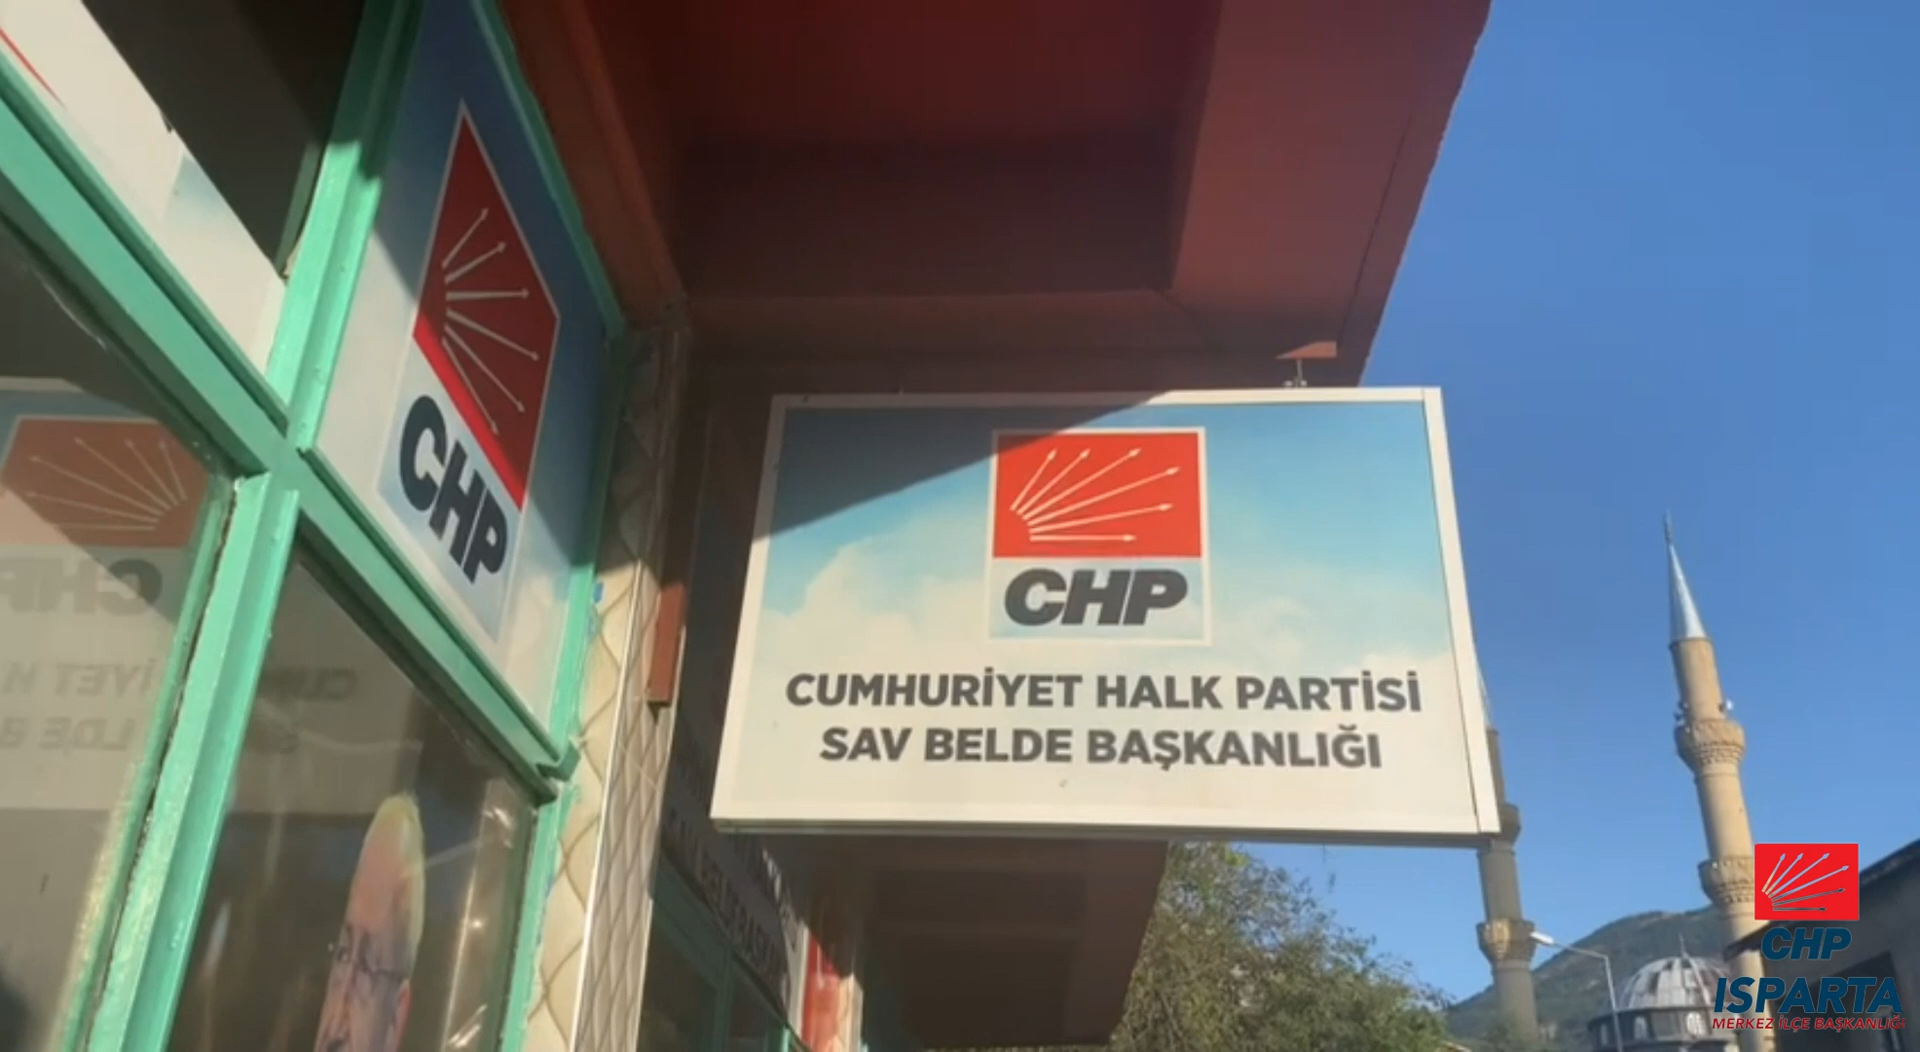 CHP
CHP
CUMHURİYET HALK PARTİSİ
SAV BELDE BAŞKANLIĞI
CHP
ISPARTA
MERKEZ İLÇE BAŞKANLIĞI